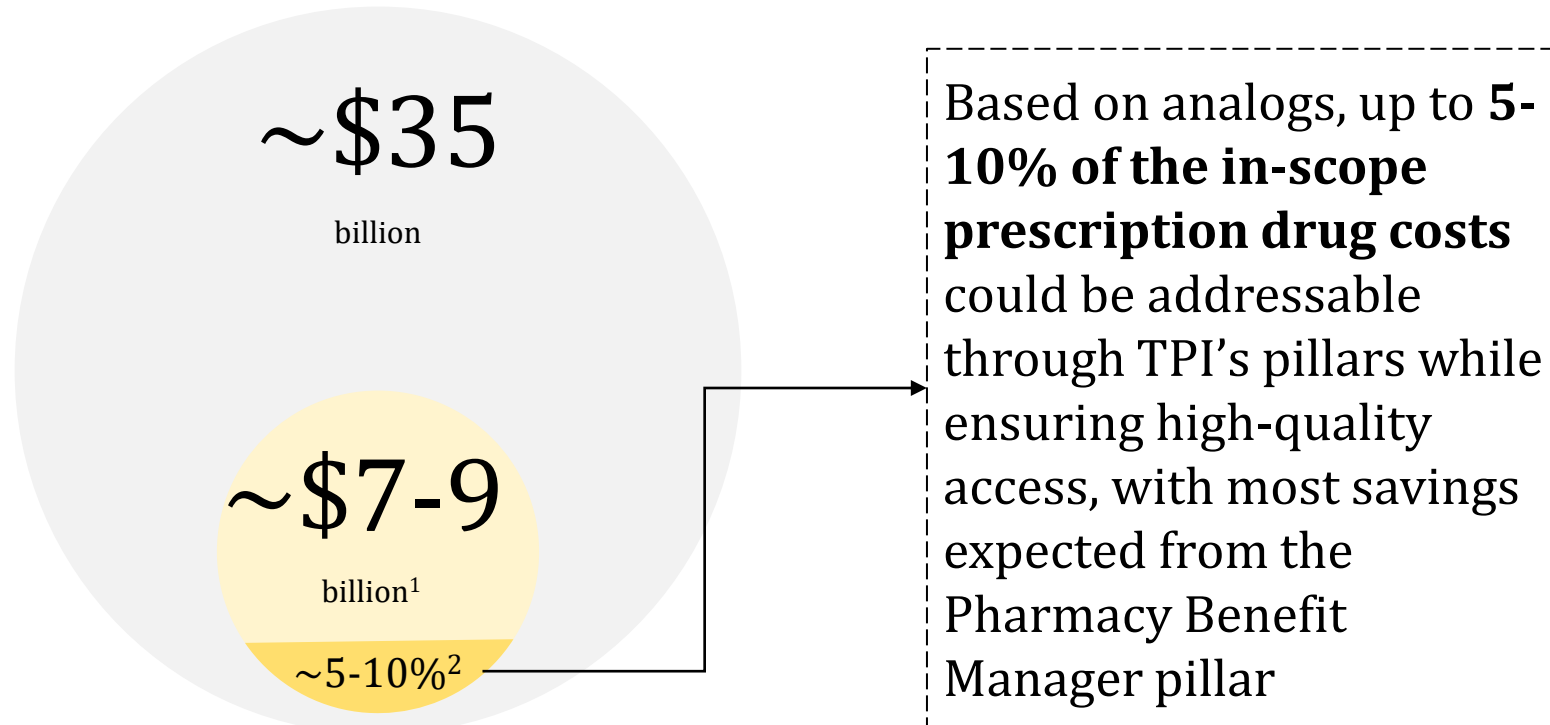 ~$35
billion
~$7-9
billion¹
~5-10%²
Based on analogs, up to 5-
10% of the in-scope
prescription drug costs
could be addressable
through TPI’s pillars while
ensuring high-quality
access, with most savings
expected from the
Pharmacy Benefit
Manager pillar